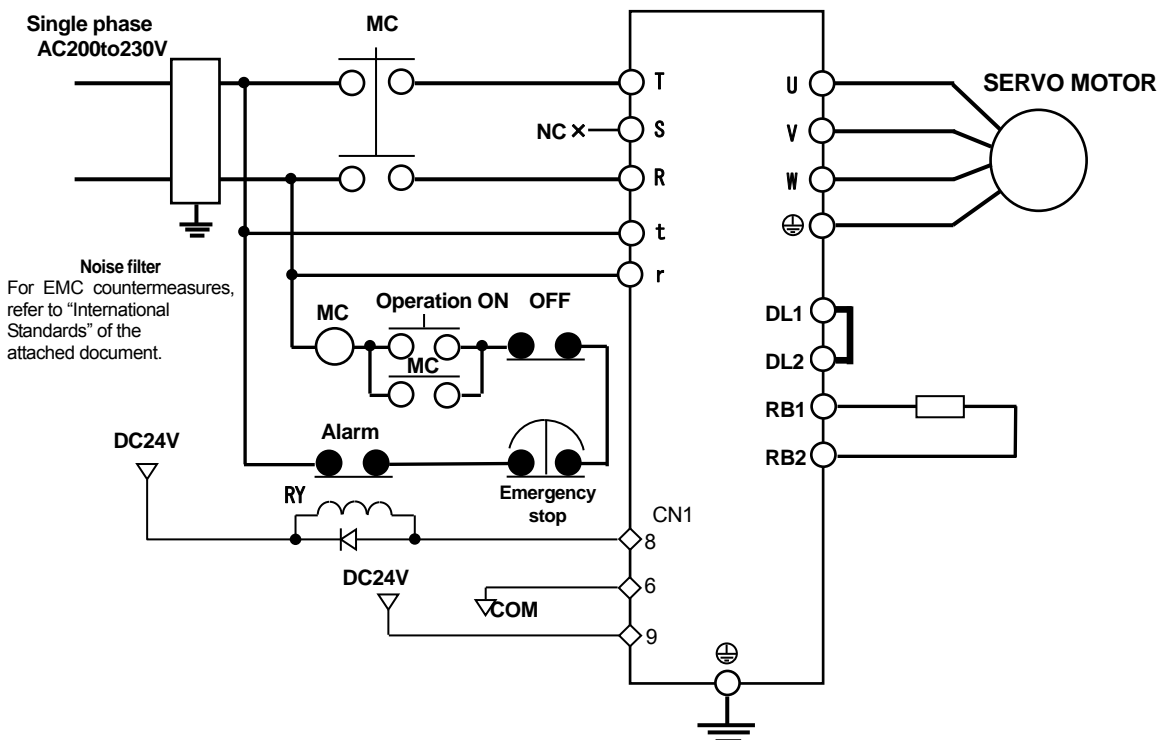 Single phase
AC200to230V
MC
T
U
SERVO MOTOR
NC
S
V
R
W
t
r
Noise filter
For EMC countermeasures,
refer to “International
Standards” of the
attached document.
MC
Operation ON
OFF
MC
DL1
DL2
RB1
RB2
DC24V
Alarm
Emergency
stop
RY
CN1
8
DC24V
6
COM
9